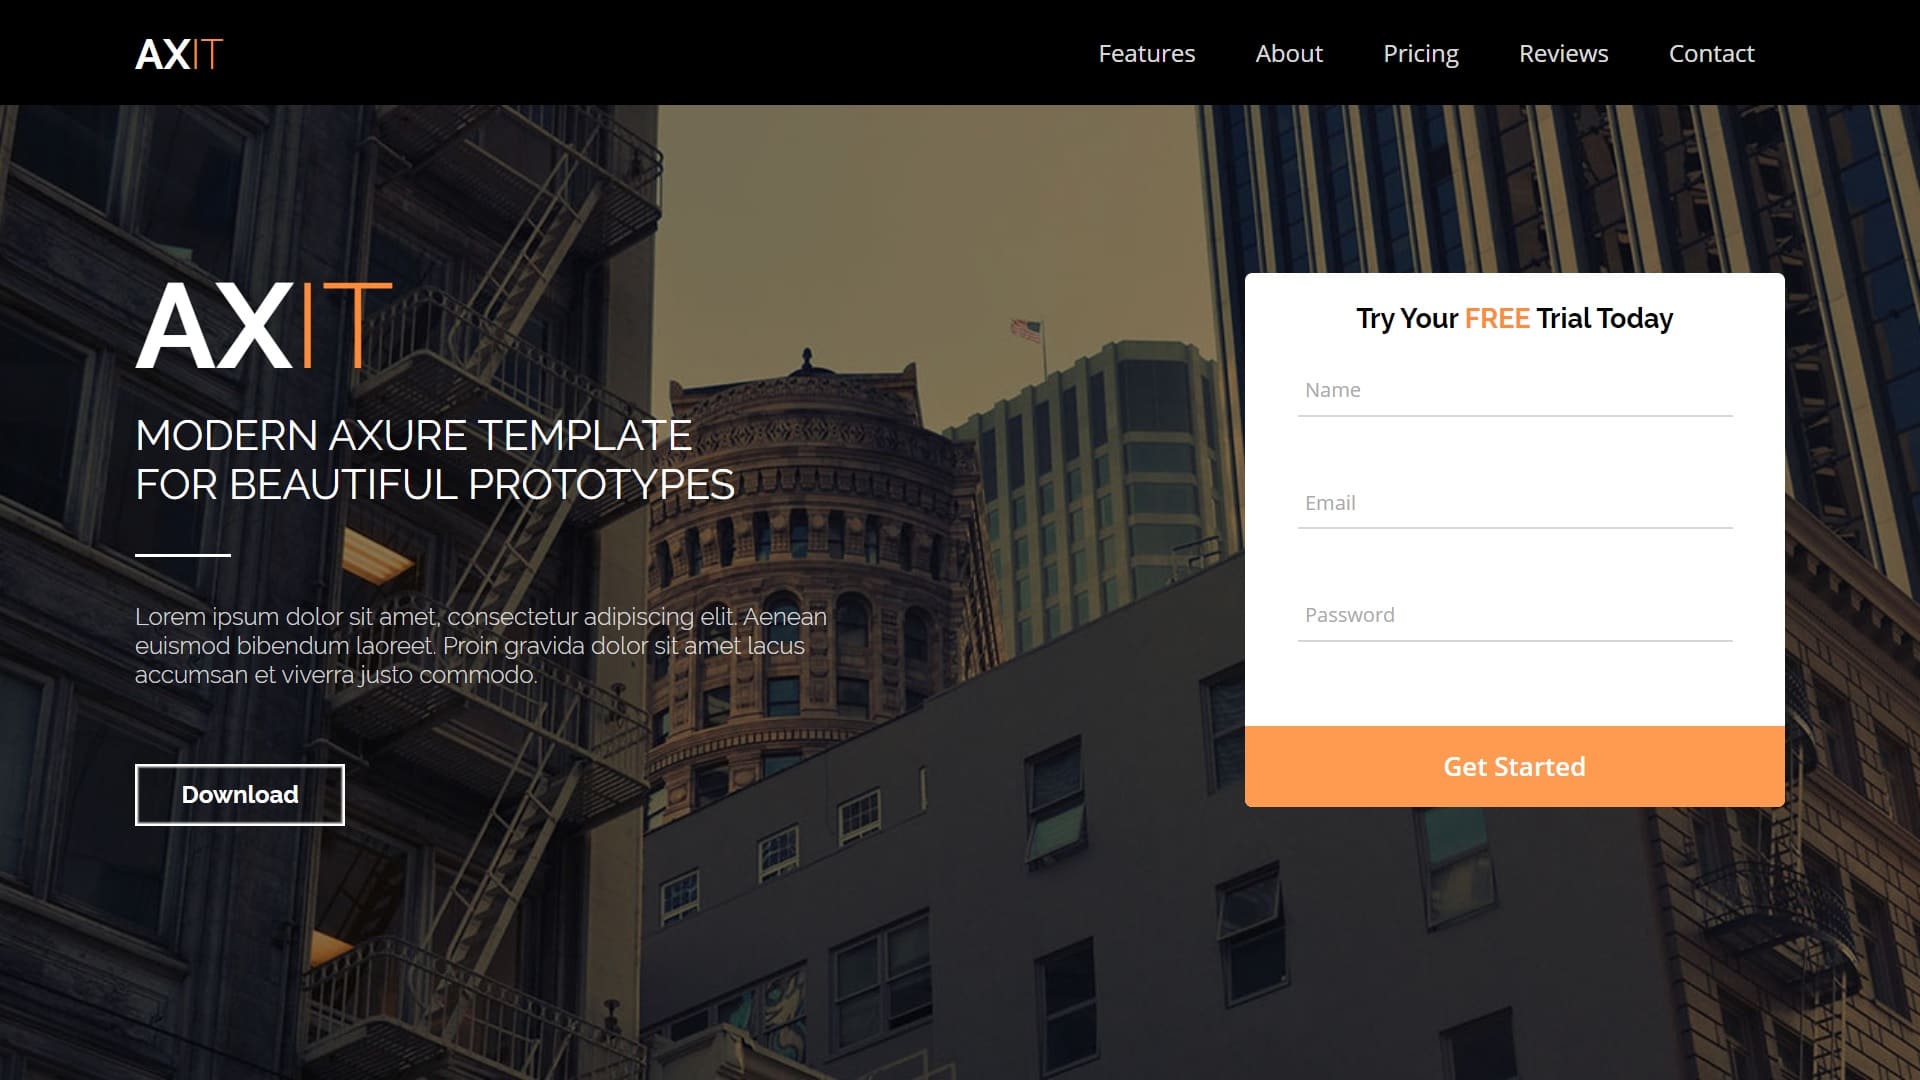 AXIT
Features
About
Pricing
Reviews
Contact
AXIT
MODERN AXURE TEMPLATE
FOR BEAUTIFUL PROTOTYPES
Lorem ipsum dolor sit amet, consectetur adipiscing elit. Aenean
euismod bibendum laoreet. Proin gravida dolor sit amet lacus
accumsan et viverra justo commodo.
Download
Try Your FREE Trial Today
Name
Email
Password
Get Started